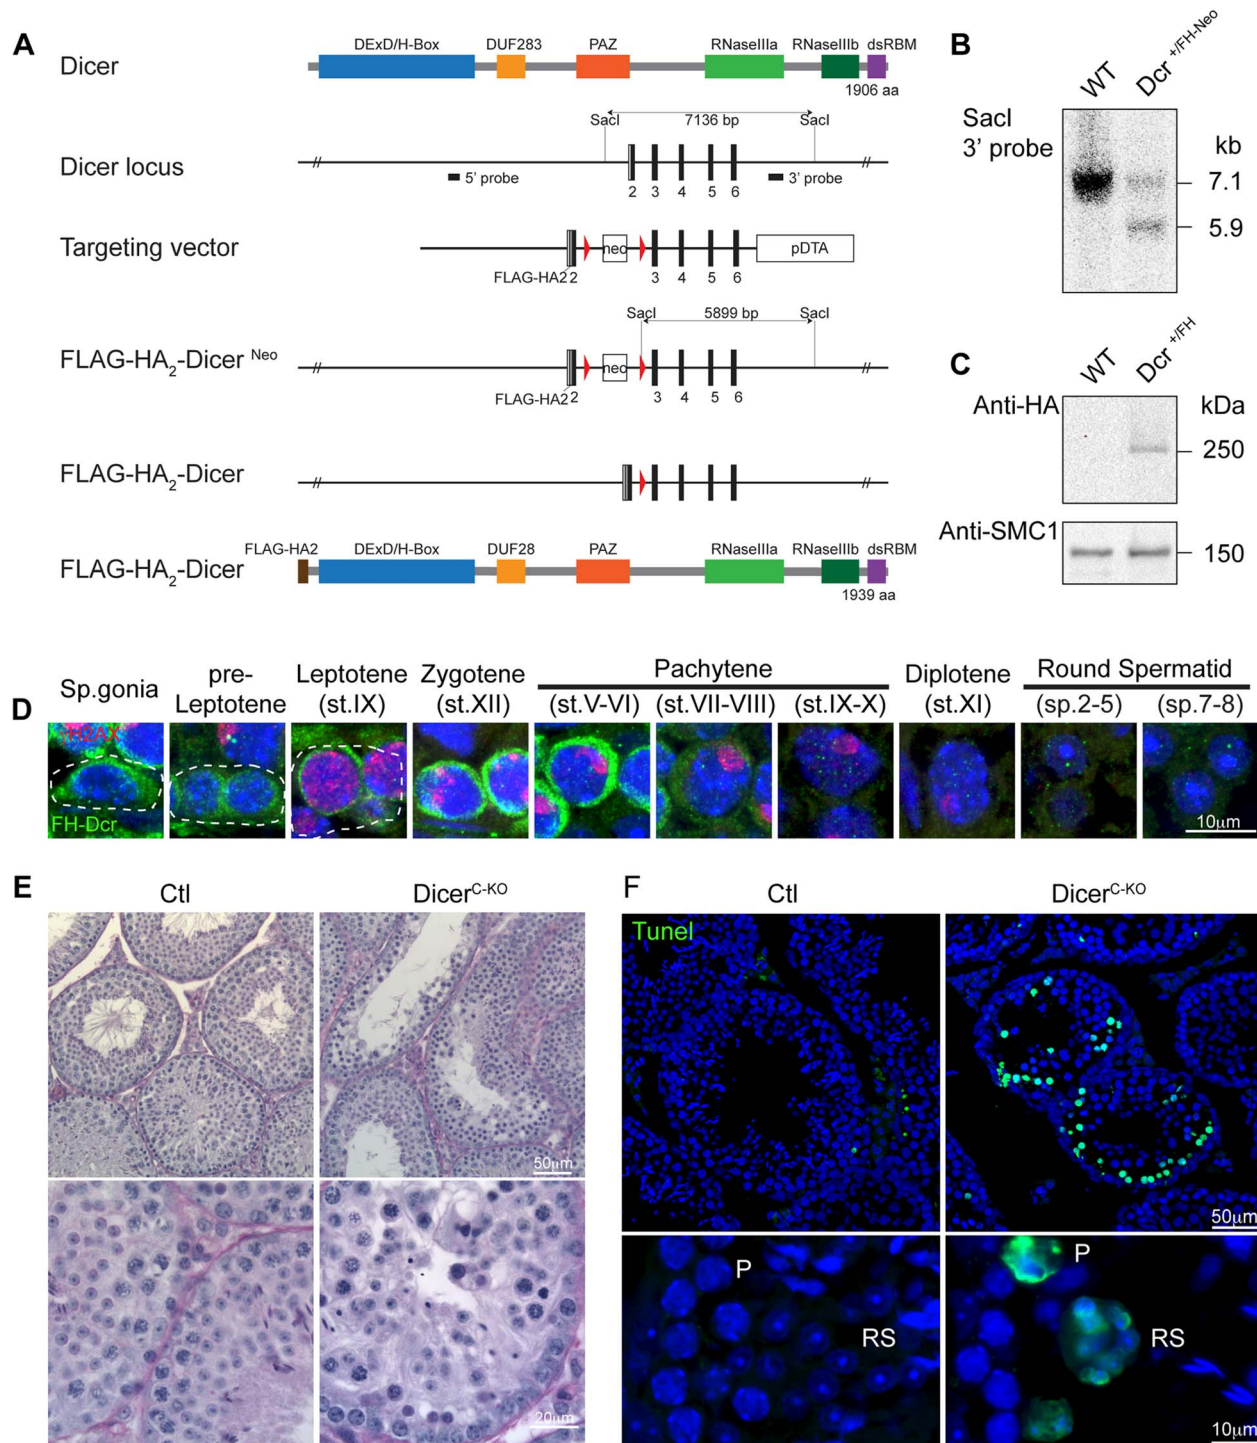 A
Dicer
DExD/H-Box DUF283 PAZ RNaseIIIa RNaseIIIb dsRBM
1906 aa
Dicer locus
SacI 7136 bp SacI
5' probe 3' probe
2 3 4 5 6
Targeting vector
neo pDTA
FLAG-HA2 2 3 4 5 6
FLAG-HA2-Dicer Neo
SacI 5899 bp SacI
neo
FLAG-HA2 2 3 4 5 6
FLAG-HA2-Dicer
FLAG-HA2-Dicer
FLAG-HA2 DExD/H-Box DUF28 PAZ RNaseIIIa RNaseIIIb dsRBM
1939 aa
B
WT Dcr +/FH-Neo
SacI
3' probe
kb
7.1
5.9
C
WT Dcr +/FH
Anti-HA kDa
250
Anti-SMC1
150
D
Sp.gonia
pre-
Leptotene
Leptotene
(st.IX)
Zygotene
(st.XII)
Pachytene
(st.V-VI) (st.VII-VIII) (st.IX-X)
Diplotene
(st.XI)
Round Spermatid
(sp.2-5) (sp.7-8)
H2AX
FH-Dcr
10μm
E
Ctl DicerC-KO
50μm
20μm
F
Ctl DicerC-KO
Tunel
50μm
P RS
P RS
10μm